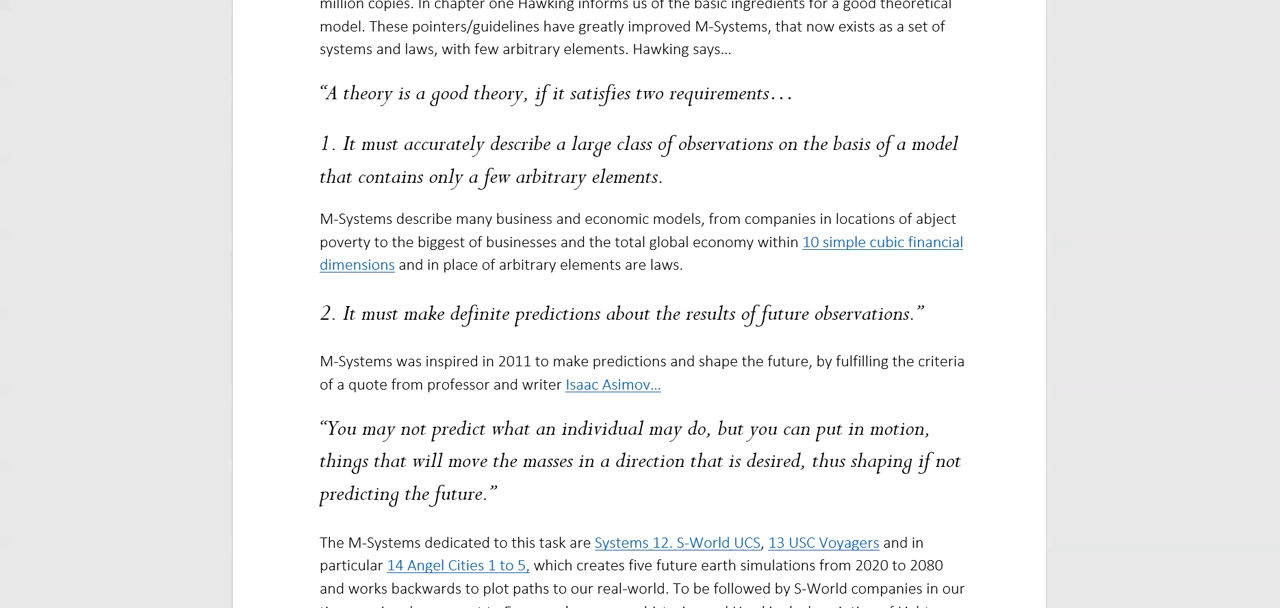 million copies. In chapter one Hawking informs us of the basic ingredients for a good theoretical
model. These pointers/guidelines have greatly improved M-Systems, that now exists as a set of
systems and laws, with few arbitrary elements. Hawking says…
“A theory is a good theory, if it satisfies two requirements…
1. It must accurately describe a large class of observations on the basis of a model
that contains only a few arbitrary elements.
M-Systems describe many business and economic models, from companies in locations of abject
poverty to the biggest of businesses and the total global economy within 10 simple cubic financial
dimensions and in place of arbitrary elements are laws.
2. It must make definite predictions about the results of future observations.”
M-Systems was inspired in 2011 to make predictions and shape the future, by fulfilling the criteria
of a quote from professor and writer Isaac Asimov…
“You may not predict what an individual may do, but you can put in motion,
things that will move the masses in a direction that is desired, thus shaping if not
predicting the future.”
The M-Systems dedicated to this task are Systems 12. S-World UCS, 13 USC Voyagers and in
particular 14 Angel Cities 1 to 5, which creates five future earth simulations from 2020 to 2080
and works backwards to plot paths to our real-world. To be followed by S-World companies in our